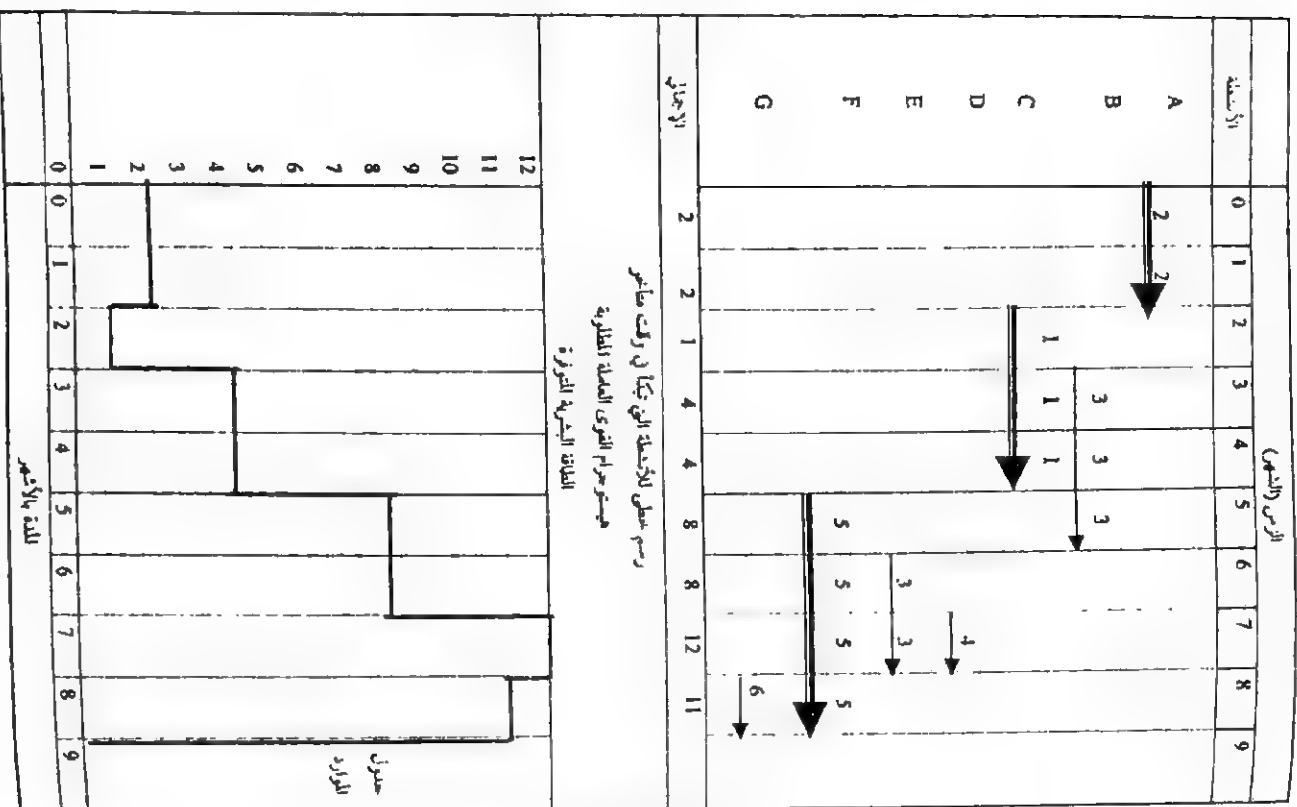 الزمن (الشهر)
الأنشطة 0 1 2 3 4 5 6 7 8 9
A 2 2
B 3 3 3
C 1 1 1
D 4
E 3 3
F 5 5 5 5
G 6
الإجمالي 2 2 1 4 4 8 8 12 11
رسم خطي للأنشطة التي تبدأ في وقت متأخر
هيستوجرام القوى العاملة المطلوبة
الطاقة البشرية المتوفرة
12
11
10
9
8
7
6
5
4
3
2
1
جدول
الموارد
0 0 1 2 3 4 5 6 7 8 9
المدة بالأشهر